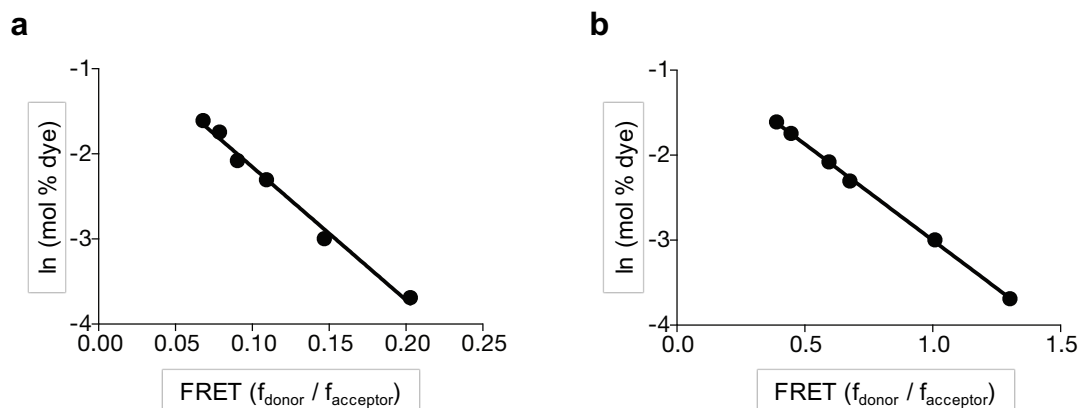 a
ln (mol % dye)
-1
-2
-3
-4
0.00 0.05 0.10 0.15 0.20 0.25
FRET (fdonor / facceptor)
b
ln (mol % dye)
-1
-2
-3
-4
0.0 0.5 1.0 1.5
FRET (fdonor / facceptor)